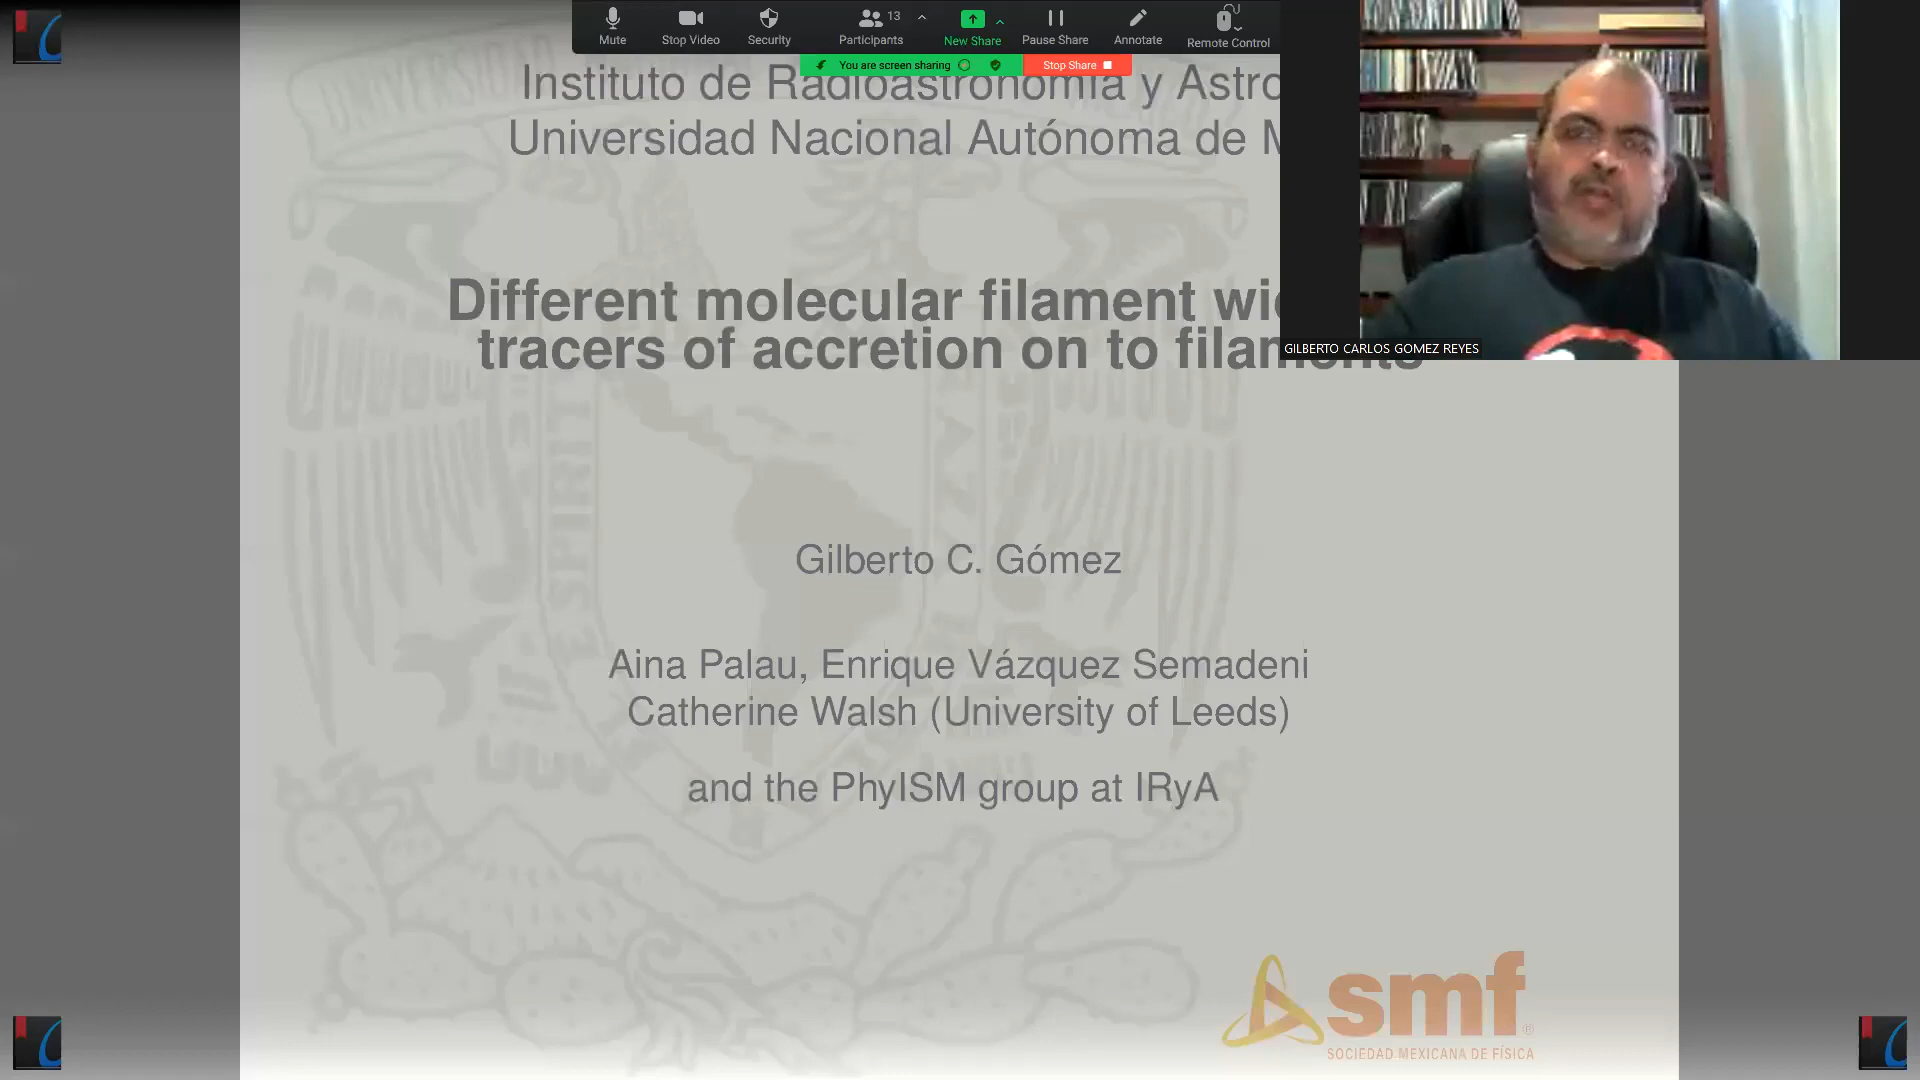 Mute
Stop Video
Security
Participants
13
New Share
Pause Share
Annotate
Remote Control
You are screen sharing
Stop Share
Instituto de Radioastronomía y Astro
Universidad Nacional Autónoma de M
Different molecular filament wi
tracers of accretion on to filaments
GILBERTO CARLOS GOMEZ REYES
Gilberto C. Gómez
Aina Palau, Enrique Vázquez Semadeni
Catherine Walsh (University of Leeds)
and the PhyISM group at IRyA
smf®
SOCIEDAD MEXICANA DE FÍSICA